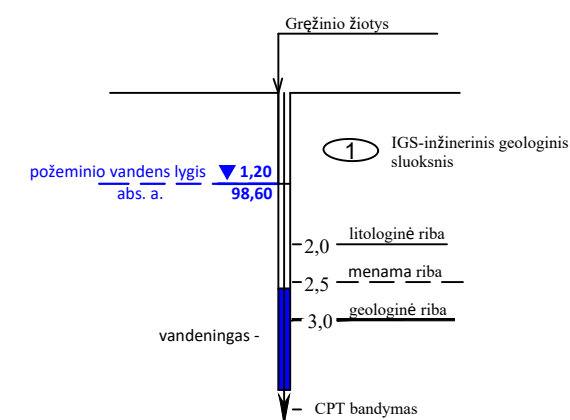 Gręžinio žiotys
1
IGS-inžinerinis geologinis
sluoksnis
požeminio vandens lygis
1,20
abs. a.
98,60
litologinė riba
2,0
menama riba
2,5
geologinė riba
3,0
vandeningas -
CPT bandymas